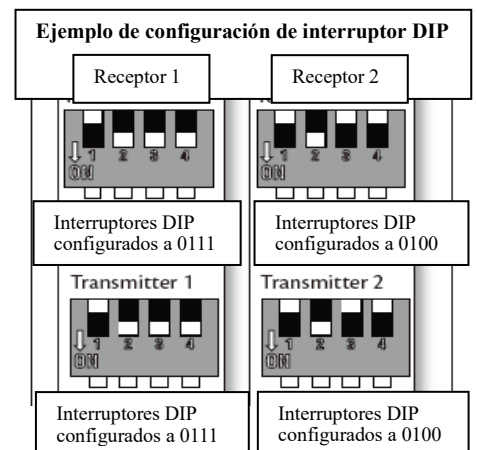 Ejemplo de configuración de interruptor DIP
Receptor 1
Receptor 2
1 2 3 4
ON
1 2 3 4
ON
Interruptores DIP
configurados a 0111
Interruptores DIP
configurados a 0100
Transmitter 1
Transmitter 2
1 2 3 4
ON
1 2 3 4
ON
Interruptores DIP
configurados a 0111
Interruptores DIP
configurados a 0100